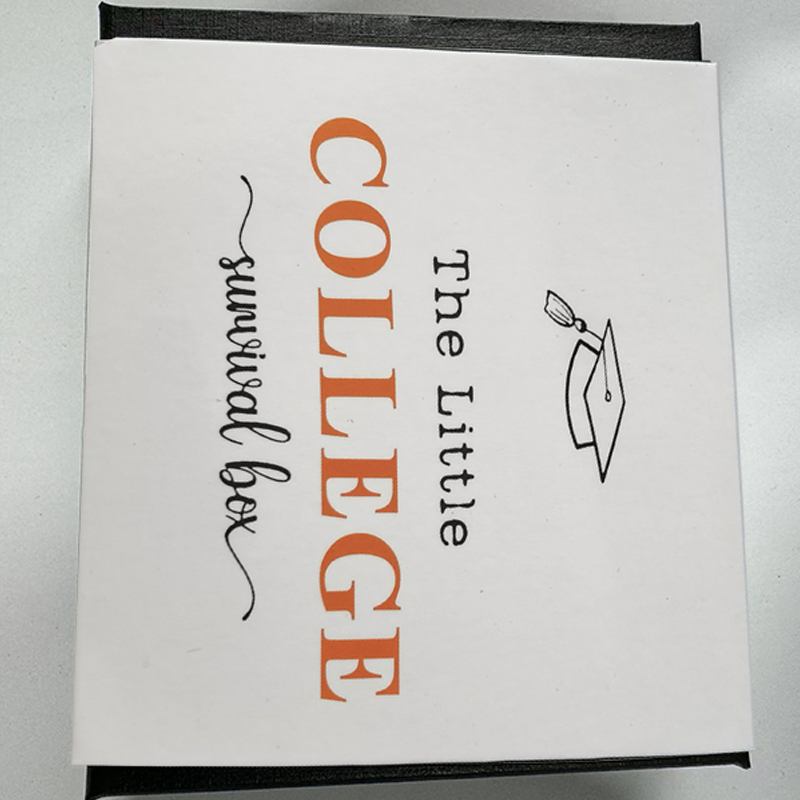 The Little
COLLEGE
survival box